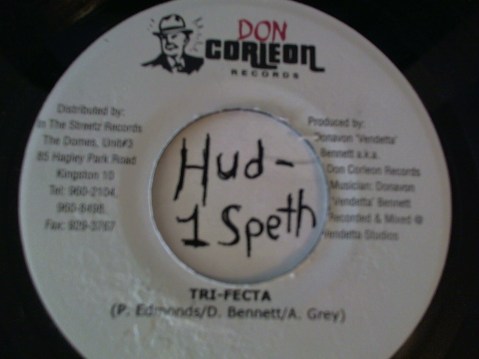 DON
CORLEON
RECORDS
Distributed by:
In The Streetz Records
The Domes, Unit#3
85 Hagley Park Road
Kingston 10
Tel: 960-2104,
960-8498.
Fax: 929-3767
Produced by:
Donavon "Vendetta"
Bennett a.k.a.
Don Corleon Records
Musician: Donavon
"Vendetta" Bennett
Recorded & Mixed @
Vendetta Studios.
Hud-
1 Speth
TRI-FECTA
(P. Edmonds/D. Bennett/A. Grey)